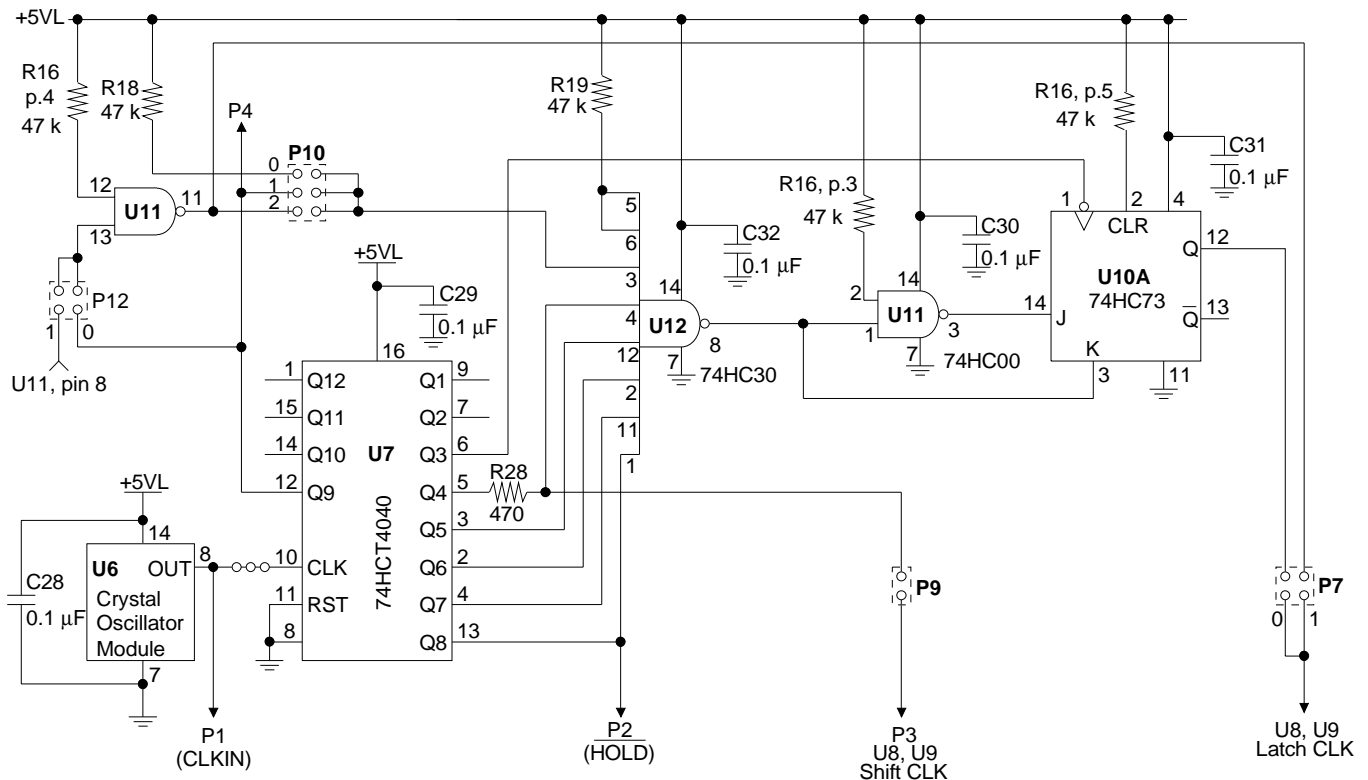 +5VL
R16
p.4
47 k
R18
47 k
P4
P10
0
1
2
12
13
U11
11
P12
1
0
U11, pin 8
R19
47 k
5
6
3
4
12
2
11
1
14
U12
8
7
74HC30
C32
0.1 µF
R16, p.3
47 k
2
1
14
U11
3
7
74HC00
C30
0.1 µF
R16, p.5
47 k
C31
0.1 µF
1
2
4
CLR
Q
12
U10A
74HC73
14
J
Q
13
K
3
11
+5VL
C29
0.1 µF
16
1
Q12
Q1
9
15
Q11
Q2
7
14
Q10
U7
Q3
6
12
Q9
Q4
5
R28
470
Q5
3
10
CLK
74HCT4040
Q6
2
11
RST
Q7
4
8
Q8
13
+5VL
14
U6
OUT
8
Crystal
Oscillator
Module
7
C28
0.1 µF
P9
P7
0
1
P1
(CLKIN)
P2
(HOLD)
P3
U8, U9
Shift CLK
U8, U9
Latch CLK